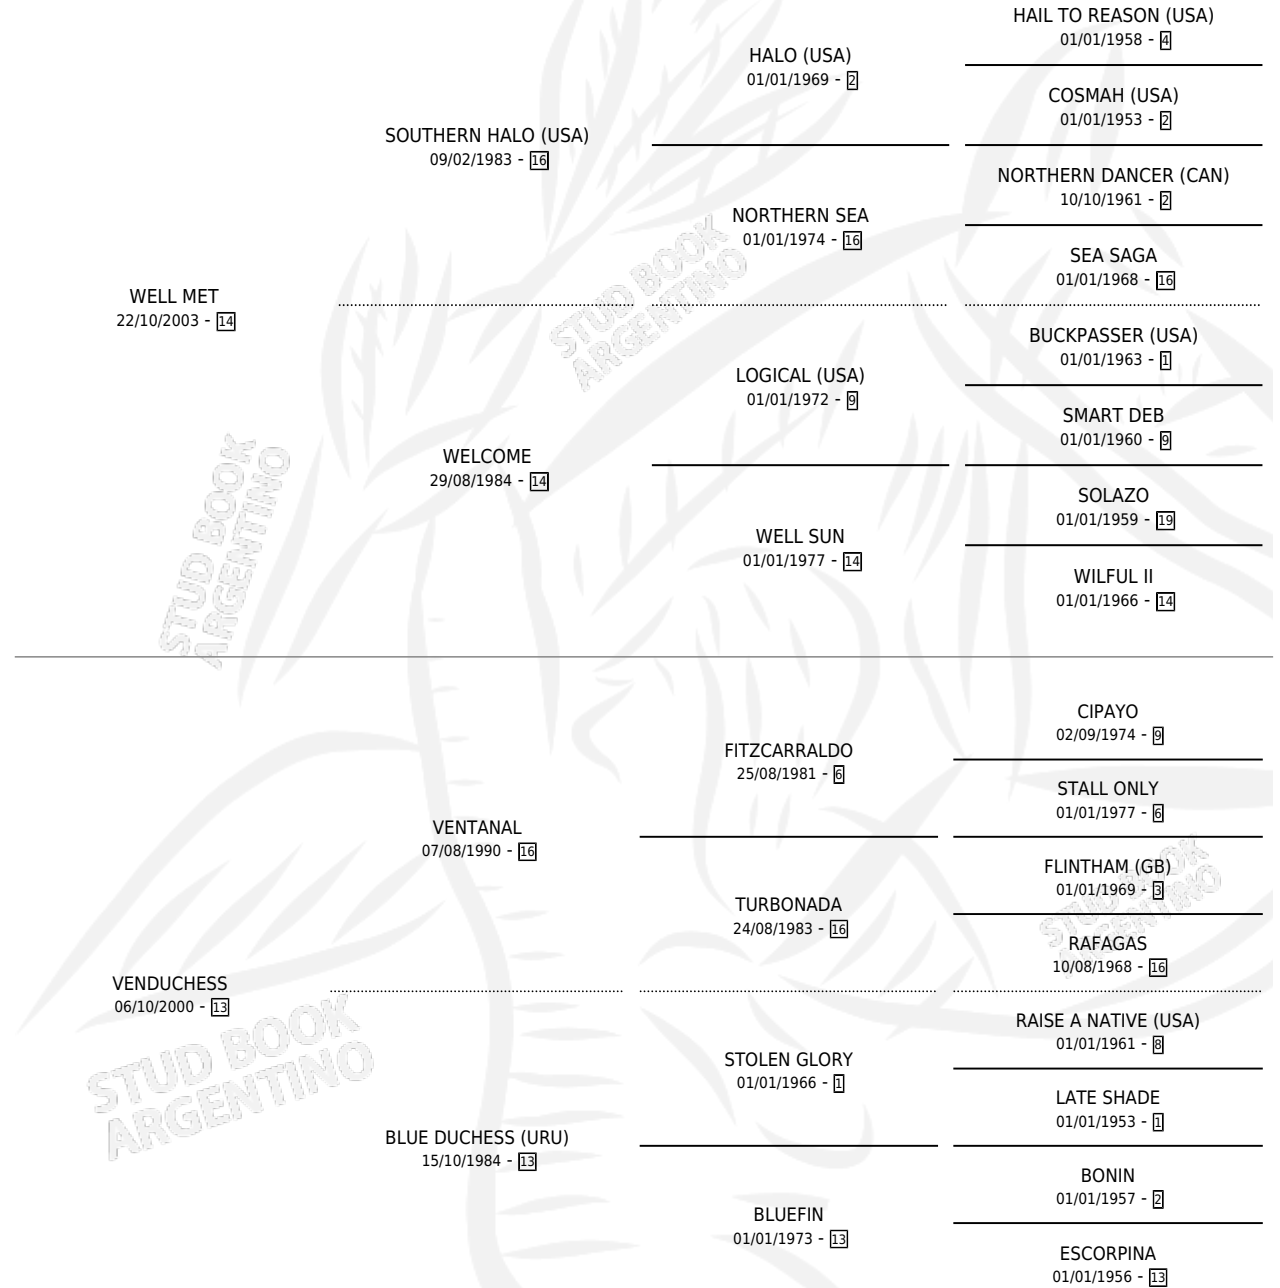 HAIL TO REASON (USA)
01/01/1958 - 4
HALO (USA)
01/01/1969 - 2
COSMAH (USA)
01/01/1953 - 2
SOUTHERN HALO (USA)
09/02/1983 - 16
NORTHERN DANCER (CAN)
10/10/1961 - 2
NORTHERN SEA
01/01/1974 - 16
SEA SAGA
01/01/1968 - 16
WELL MET
22/10/2003 - 14
BUCKPASSER (USA)
01/01/1963 - 1
LOGICAL (USA)
01/01/1972 - 9
SMART DEB
01/01/1960 - 9
WELCOME
29/08/1984 - 14
SOLAZO
01/01/1959 - 19
WELL SUN
01/01/1977 - 14
WILFUL II
01/01/1966 - 14
CIPAYO
02/09/1974 - 9
FITZCARRALDO
25/08/1981 - 6
STALL ONLY
01/01/1977 - 6
VENTANAL
07/08/1990 - 16
FLINTHAM (GB)
01/01/1969 - 3
TURBONADA
24/08/1983 - 16
RAFAGAS
10/08/1968 - 16
VENDUCHESS
06/10/2000 - 13
RAISE A NATIVE (USA)
01/01/1961 - 8
STOLEN GLORY
01/01/1966 - 1
LATE SHADE
01/01/1953 - 1
BLUE DUCHESS (URU)
15/10/1984 - 13
BONIN
01/01/1957 - 2
BLUEFIN
01/01/1973 - 13
ESCORPINA
01/01/1956 - 13
STUD BOOK
ARGENTINO
STUD BOOK
ARGENTINO
STUD BOOK
ARGENTINO
STUD BOOK
ARGENTINO